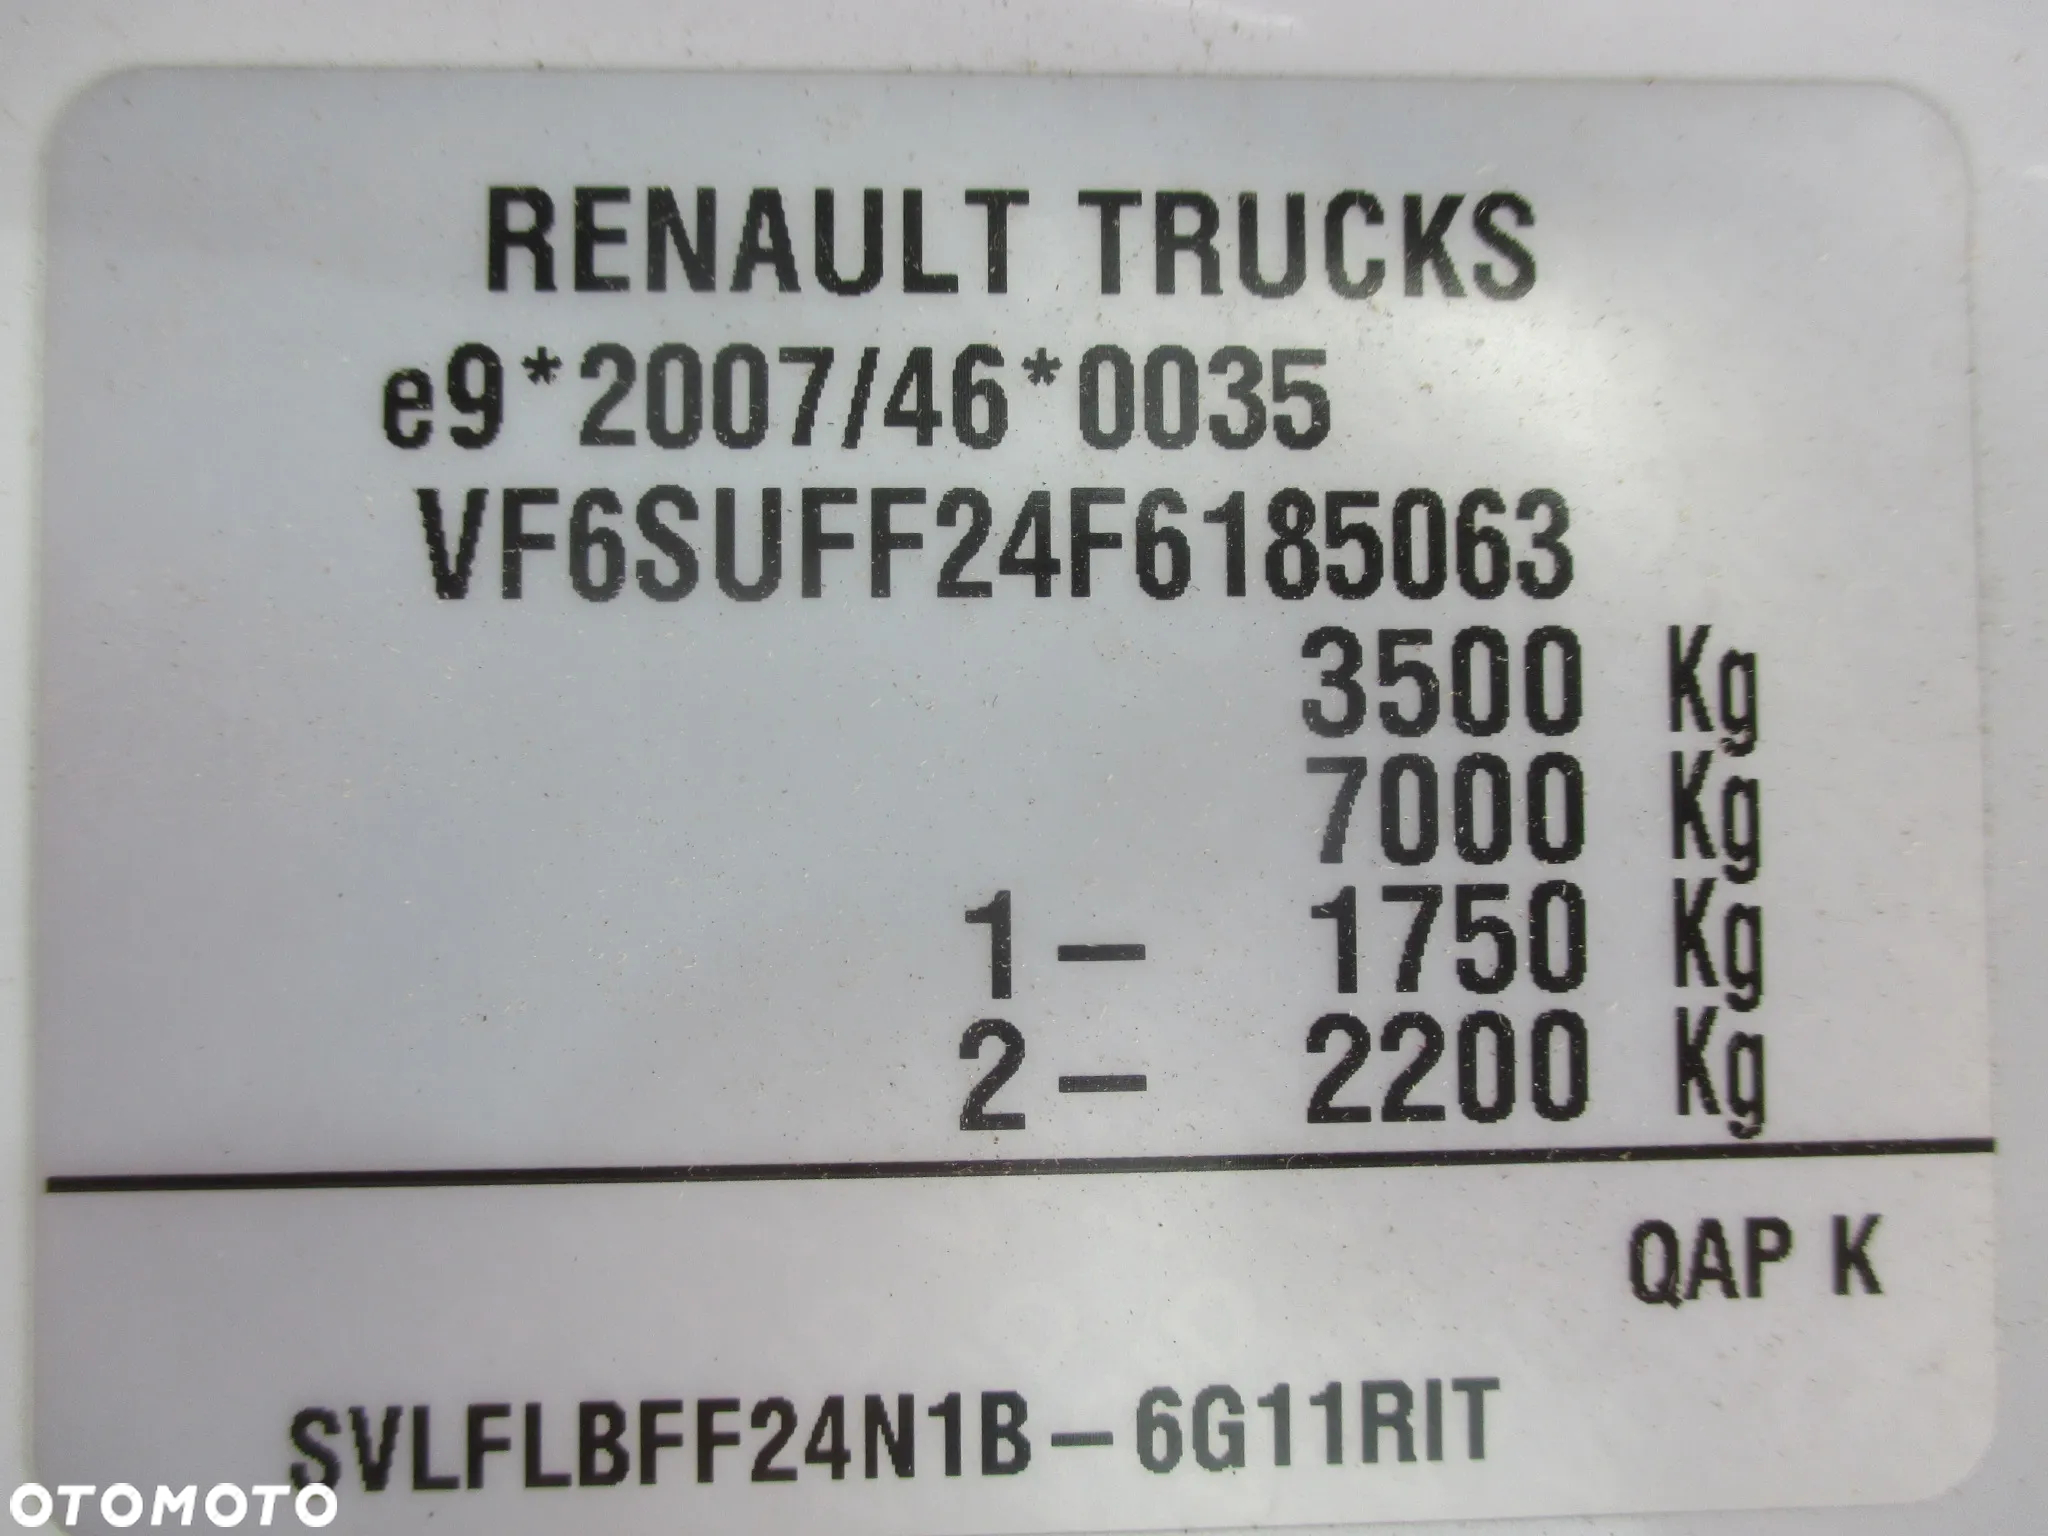 RENAULT TRUCKS
e9*2007/46*0035
VF6SUFF24F6185063
3500 Kg
7000 Kg
1- 1750 Kg
2- 2200 Kg
QAP K
SVLFLBFF24N1B-6G11RIT
OTOMOTO